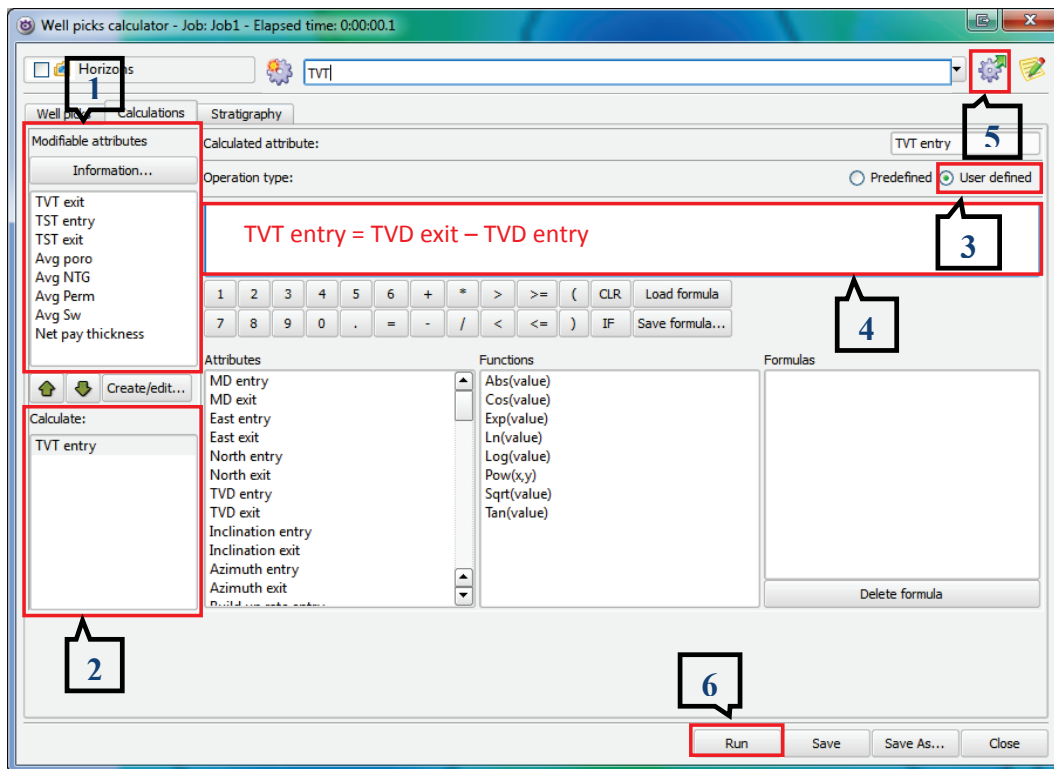 Well picks calculator - Job: Job1 - Elapsed time: 0:00:00.1
Horizons
TVT
1
5
Well picks
Calculations
Stratigraphy
Modifiable attributes
Information...
TVT exit
TST entry
TST exit
Avg poro
Avg NTG
Avg Perm
Avg Sw
Net pay thickness
Create/edit...
Calculate:
TVT entry
2
Calculated attribute:
TVT entry
Operation type:
Predefined
User defined
3
TVT entry = TVD exit – TVD entry
4
1 2 3 4 5 6 + * > >= ( CLR Load formula
7 8 9 0 . = - / < <= ) IF Save formula...
Attributes
MD entry
MD exit
East entry
East exit
North entry
North exit
TVD entry
TVD exit
Inclination entry
Inclination exit
Azimuth entry
Azimuth exit
Build up rate entry
Functions
Abs(value)
Cos(value)
Exp(value)
Ln(value)
Log(value)
Pow(x,y)
Sqrt(value)
Tan(value)
Formulas
Delete formula
6
Run
Save
Save As...
Close